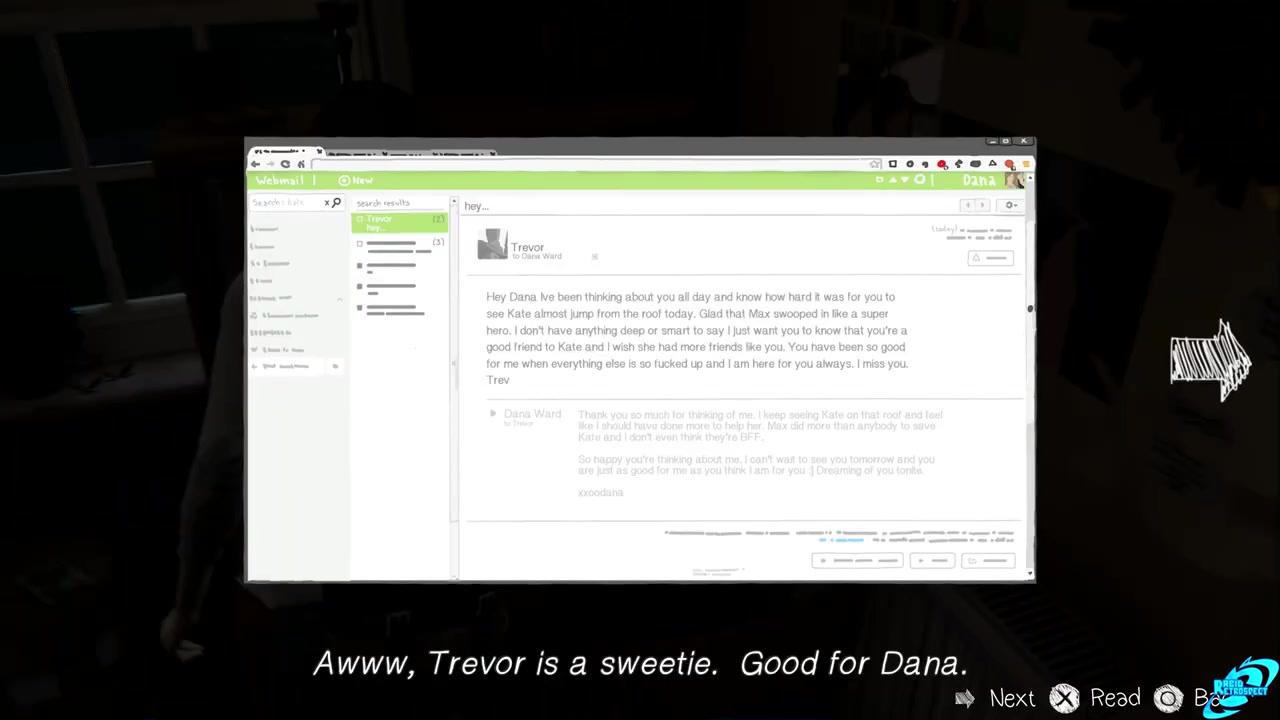 Webmail | New
Dana
search results
hey...
Trevor (2)
hey...
(3)
Trevor
to Dana Ward
(today)
Hey Dana Ive been thinking about you all day and know how hard it was for you to
see Kate almost jump from the roof today. Glad that Max swooped in like a super
hero. I don't have anything deep or smart to say I just want you to know that you're a
good friend to Kate and I wish she had more friends like you. You have been so good
for me when everything else is so fucked up and I am here for you always. I miss you.
Trev
Dana Ward
to Trevor
Thank you so much for thinking of me. I keep seeing Kate on that roof and feel
like I should have done more to help her. Max did more than anybody to save
Kate and I don't even think they're BFF.
So happy you're thinking about me. I can't wait to see you tomorrow and you
are just as good for me as you think I am for you :] Dreaming of you tonite.
xxoodana
Awww, Trevor is a sweetie. Good for Dana.
Next Read
RETROSPECT